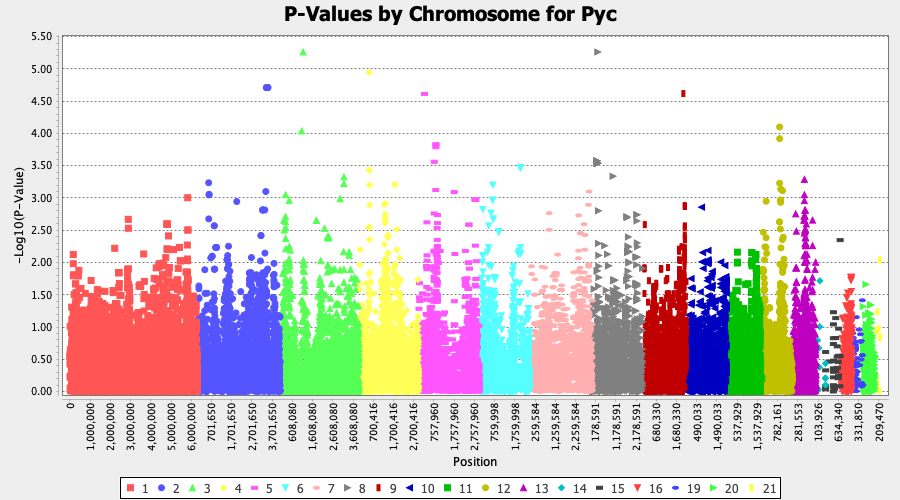 P-Values by Chromosome for Pyc
5.50
5.00
4.50
4.00
3.50
3.00
2.50
2.00
1.50
1.00
0.50
0.00
-Log10(P-Value)
0 1,000,000 2,000,000 3,000,000 4,000,000 5,000,000 6,000,000 701,650 1,701,650 2,701,650 3,701,650 608,080 1,608,080 2,608,080 3,608,080 700,416 1,700,416 2,700,416 757,960 1,757,960 2,757,960 759,998 1,759,998 259,584 1,259,584 2,259,584 178,591 1,178,591 2,178,591 680,330 1,680,330 490,033 1,490,033 537,929 1,537,929 782,161 281,553 103,926 634,340 331,850 209,470
Position
1 2 3 4 5 6 7 8 9 10 11 12 13 14 15 16 19 20 21